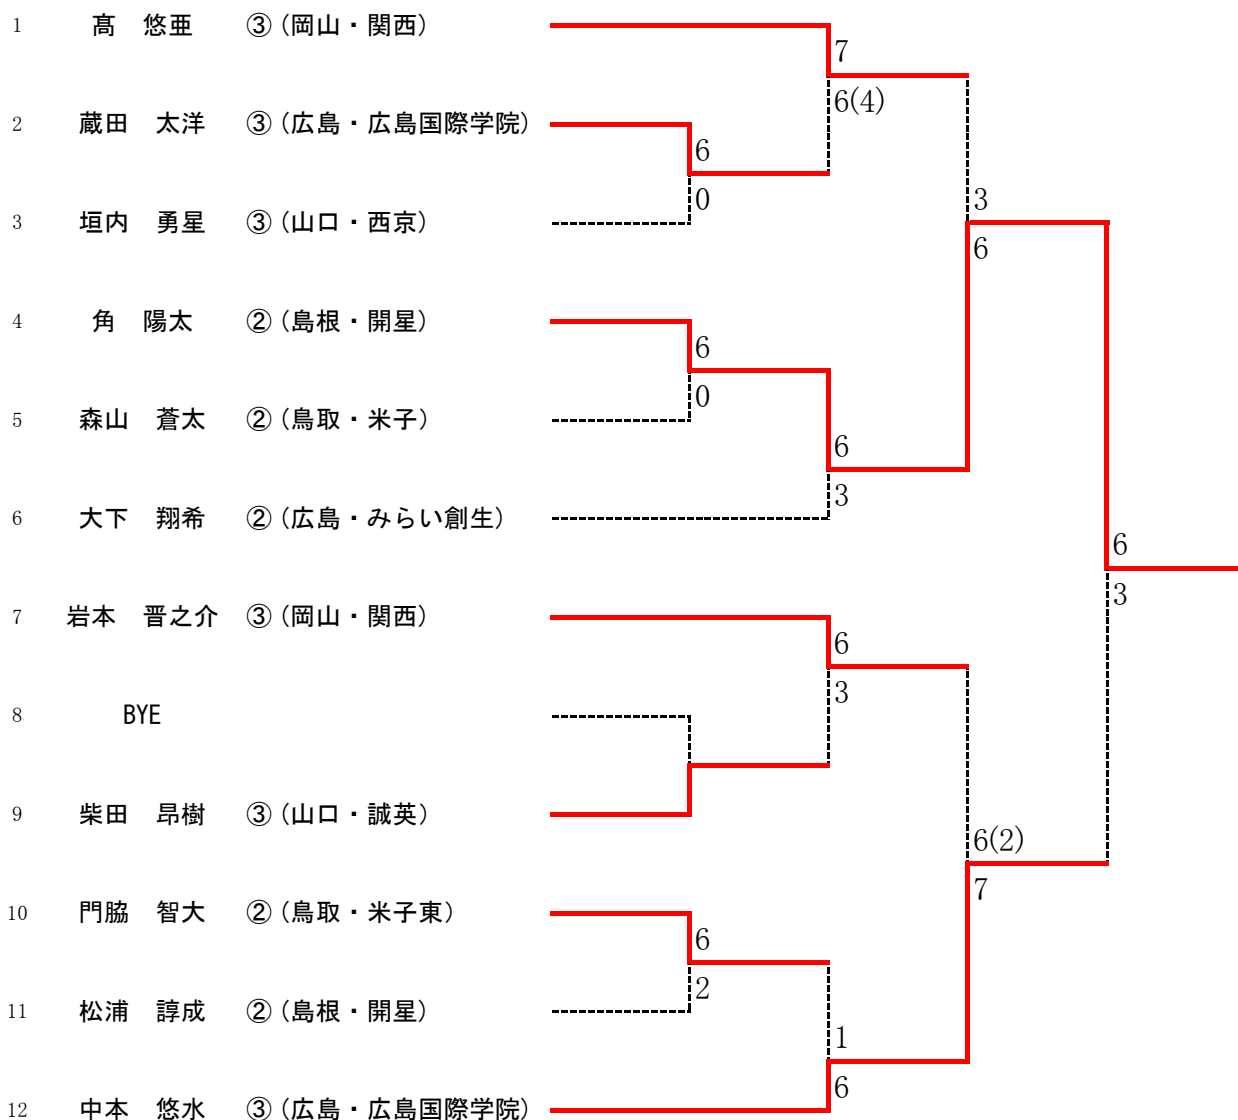 1 髙 悠亜 ③ (岡山・関西)
7
6(4)
2 蔵田 太洋 ③ (広島・広島国際学院)
6
0
3 垣内 勇星 ③ (山口・西京)
3
6
4 角 陽太 ② (島根・開星)
6
0
5 森山 蒼太 ② (鳥取・米子)
6
3
6 大下 翔希 ② (広島・みらい創生)
6
3
7 岩本 晋之介 ③ (岡山・関西)
6
3
8 BYE
9 柴田 昂樹 ③ (山口・誠英)
6(2)
7
10 門脇 智大 ② (鳥取・米子東)
6
2
11 松浦 諄成 ② (島根・開星)
1
6
12 中本 悠水 ③ (広島・広島国際学院)